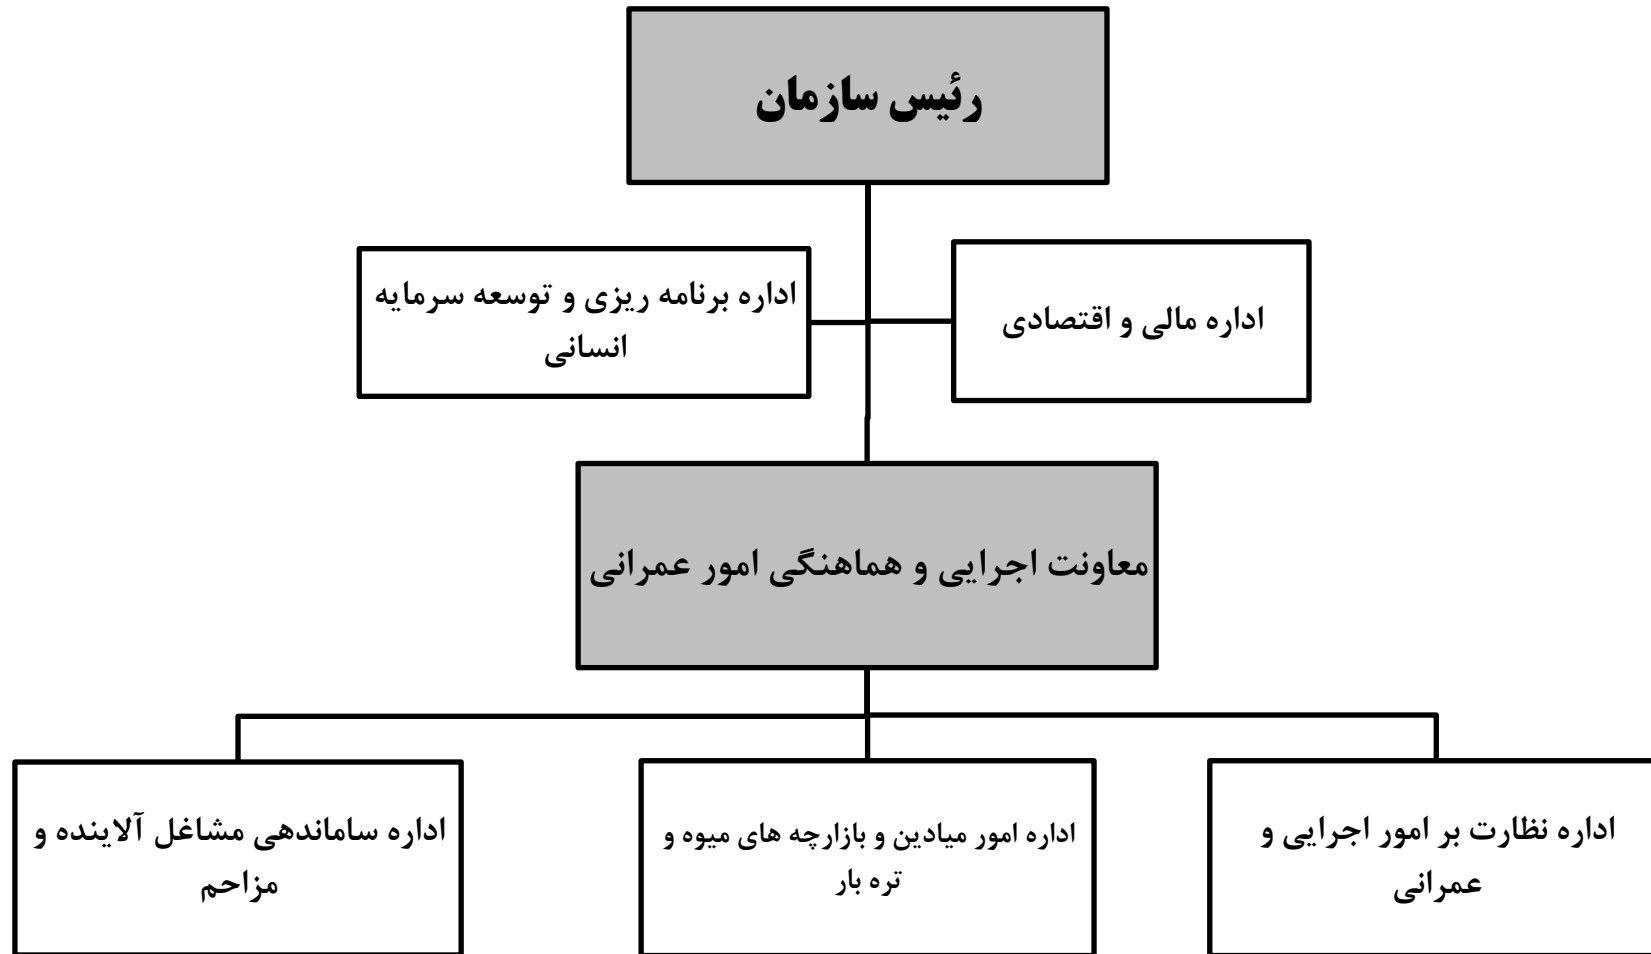 رئیس سازمان
اداره مالی و اقتصادی
اداره برنامه ریزی و توسعه سرمایه
انسانی
معاونت اجرایی و هماهنگی امور عمرانی
اداره نظارت بر امور اجرایی و
عمرانی
اداره امور میادین و بازارچه های میوه و
تره بار
اداره ساماندهی مشاغل آلاینده و
مزاحم